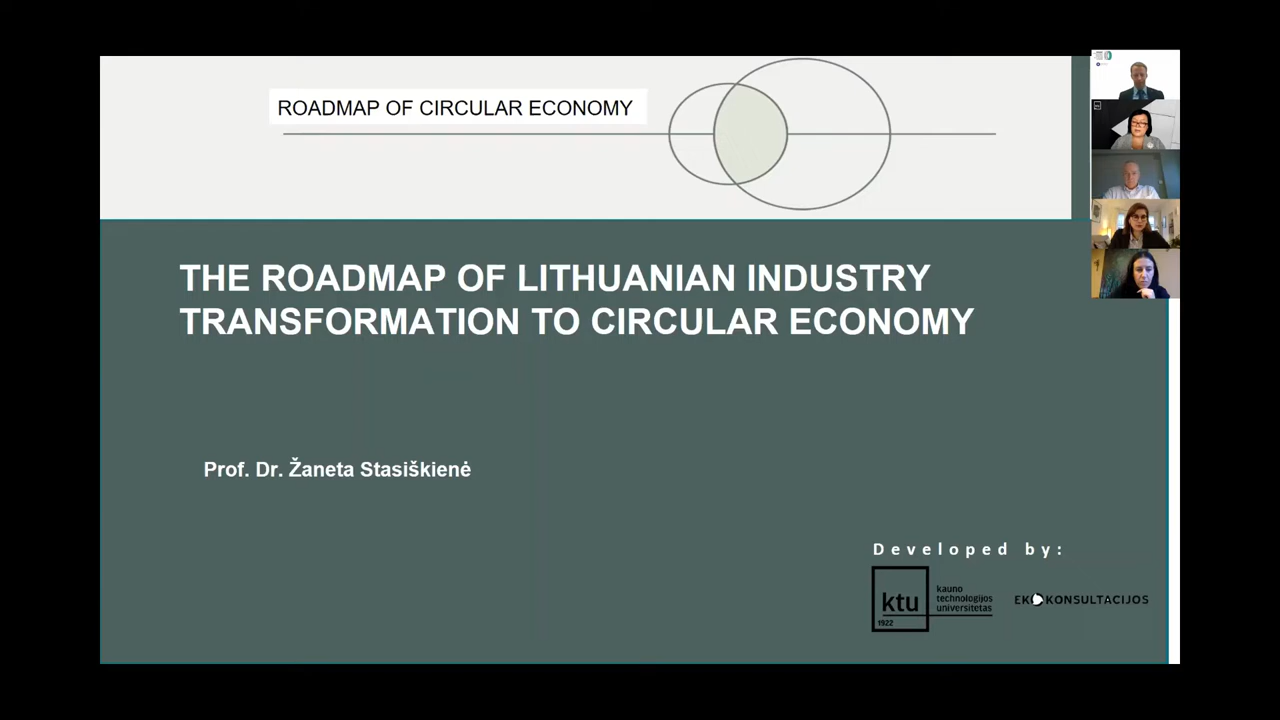 ROADMAP OF CIRCULAR ECONOMY
THE ROADMAP OF LITHUANIAN INDUSTRY
TRANSFORMATION TO CIRCULAR ECONOMY
Prof. Dr. Žaneta Stasiškienė
Developed by:
ktu
1922
kauno
technologijos
universitetas
EKOKONSULTACIJOS